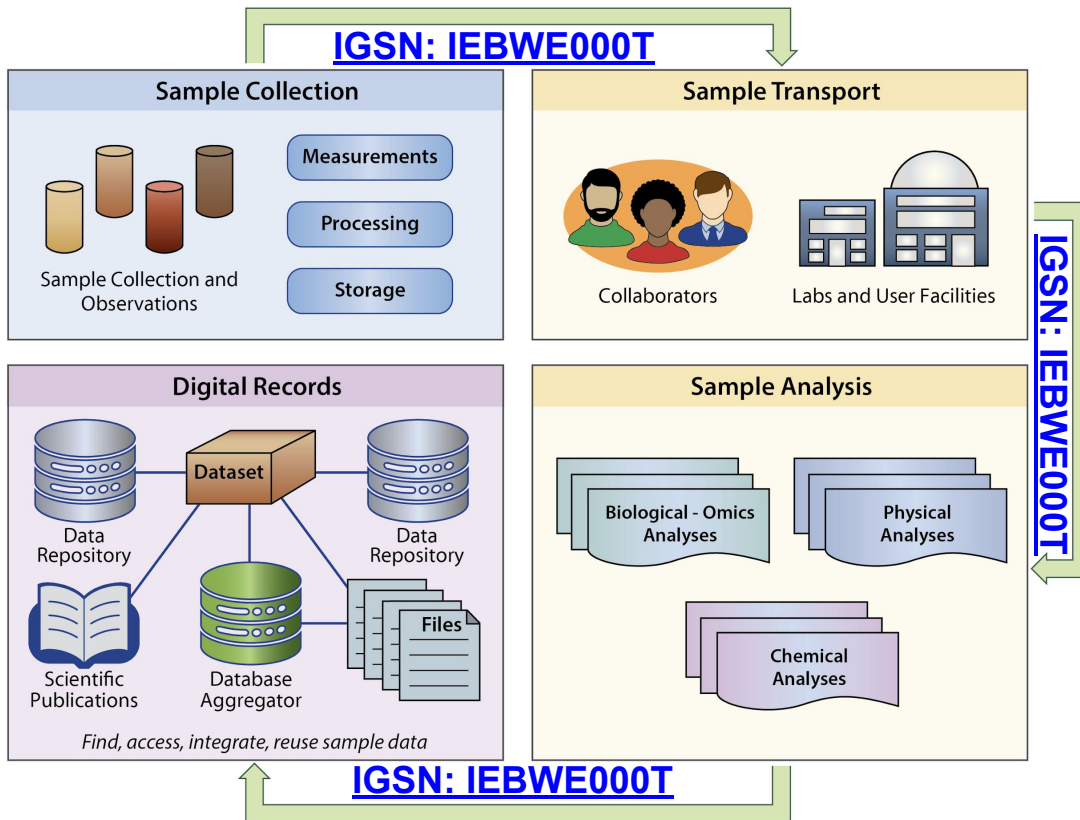 IGSN: IEBWE000T
Sample Collection
Measurements
Processing
Storage
Sample Collection and
Observations
Sample Transport
Collaborators
Labs and User Facilities
IGSN: IEBWE000T
Digital Records
Dataset
Data
Repository
Data
Repository
Scientific
Publications
Database
Aggregator
Files
Find, access, integrate, reuse sample data
Sample Analysis
Biological - Omics
Analyses
Physical
Analyses
Chemical
Analyses
IGSN: IEBWE000T